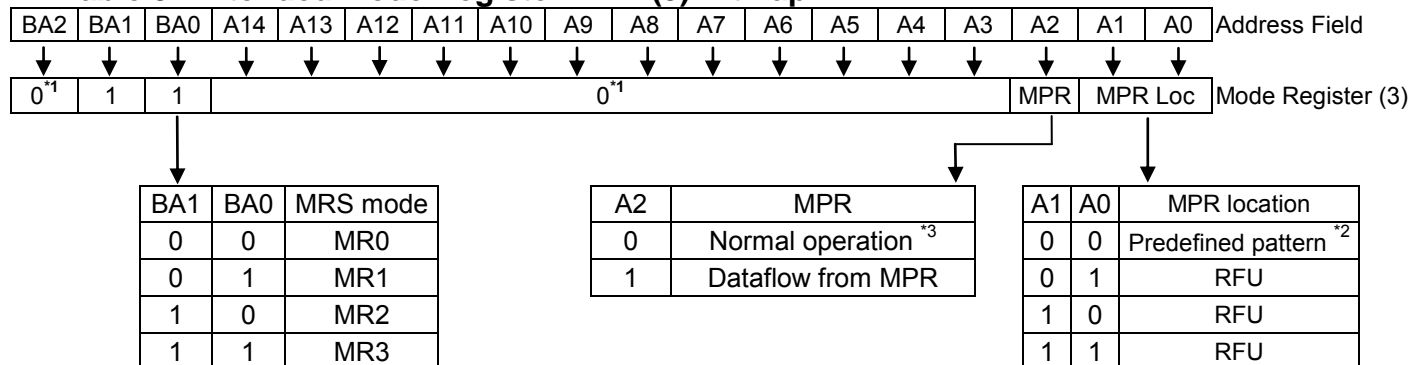 BA2 BA1 BA0 A14 A13 A12 A11 A10 A9 A8 A7 A6 A5 A4 A3 A2 A1 A0 Address Field
0*1 1 1 0*1 MPR MPR Loc Mode Register (3)
BA1 BA0 MRS mode
0 0 MR0
0 1 MR1
1 0 MR2
1 1 MR3
A2 MPR
0 Normal operation *3
1 Dataflow from MPR
A1 A0 MPR location
0 0 Predefined pattern *2
0 1 RFU
1 0 RFU
1 1 RFU